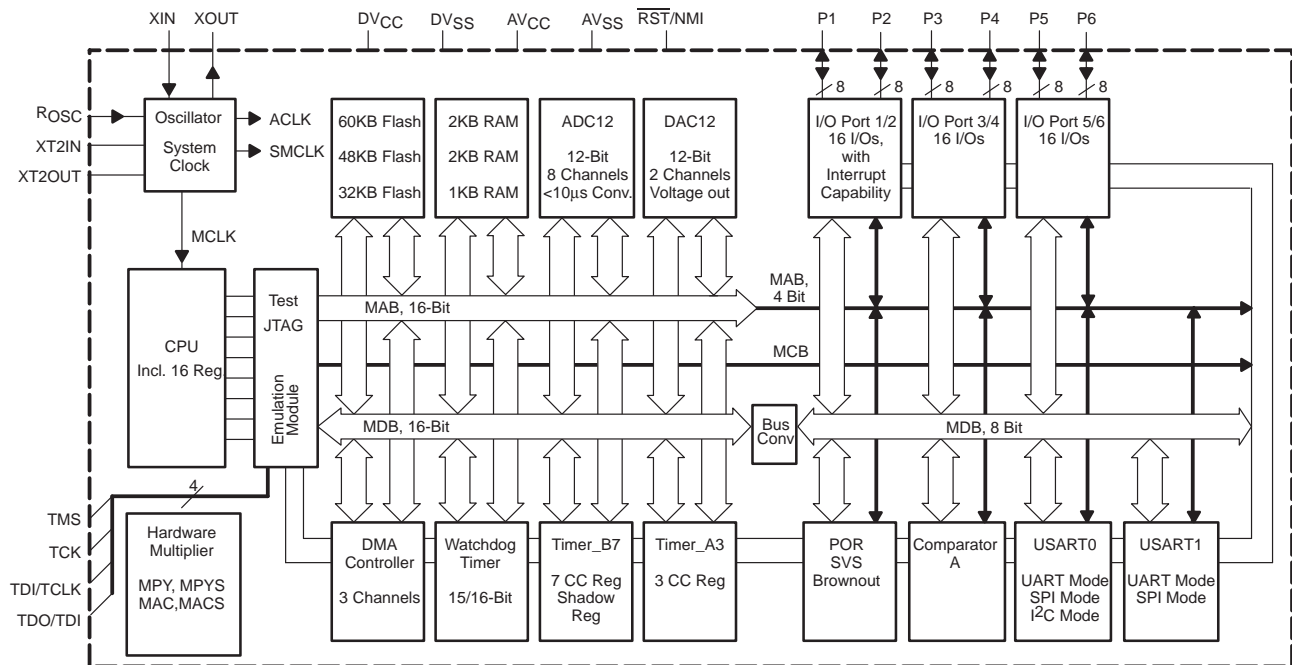 XIN
XOUT
DVCC
DVSS
AVCC
AVSS
RST/NMI
P1
P2
P3
P4
P5
P6
8
8
8
8
8
8
ROSC
XT2IN
XT2OUT
Oscillator
System
Clock
ACLK
SMCLK
MCLK
60KB Flash
48KB Flash
32KB Flash
2KB RAM
2KB RAM
1KB RAM
ADC12
12-Bit
8 Channels
<10μs Conv.
DAC12
12-Bit
2 Channels
Voltage out
I/O Port 1/2
16 I/Os,
with
Interrupt
Capability
I/O Port 3/4
16 I/Os
I/O Port 5/6
16 I/Os
CPU
Incl. 16 Reg.
Test
JTAG
Emulation
Module
MAB, 16-Bit
MAB,
4 Bit
MCB
MDB, 16-Bit
Bus
Conv
MDB, 8 Bit
4
TMS
TCK
TDI/TCLK
TDO/TDI
Hardware
Multiplier
MPY, MPYS
MAC,MACS
DMA
Controller
3 Channels
Watchdog
Timer
15/16-Bit
Timer_B7
7 CC Reg
Shadow
Reg
Timer_A3
3 CC Reg
POR
SVS
Brownout
Comparator
A
USART0
UART Mode
SPI Mode
I2C Mode
USART1
UART Mode
SPI Mode